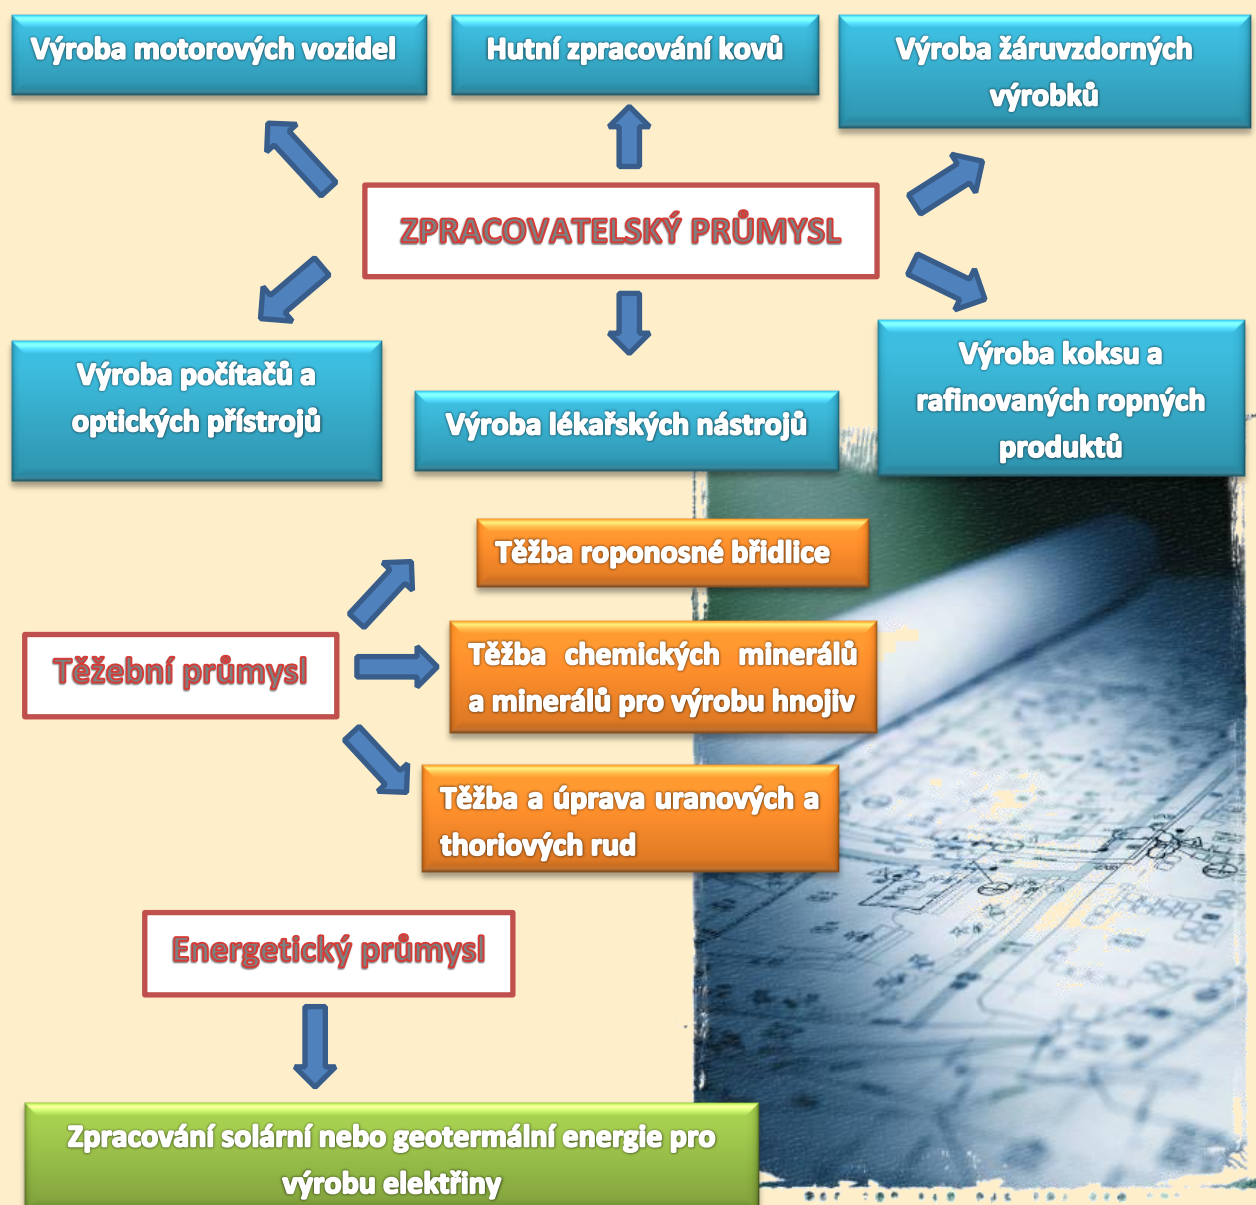 Výroba motorových vozidel
Hutní zpracování kovů
Výroba žáruvzdorných
výrobků
ZPRACOVATELSKÝ PRŮMYSL
Výroba počítačů a
optických přístrojů
Výroba lékařských nástrojů
Výroba koksu a
rafinovaných ropných
produktů
Těžba roponosné břidlice
Těžební průmysl
Těžba chemických minerálů
a minerálů pro výrobu hnojiv
Těžba a úprava uranových a
thoriových rud
Energetický průmysl
Zpracování solární nebo geotermální energie pro
výrobu elektřiny